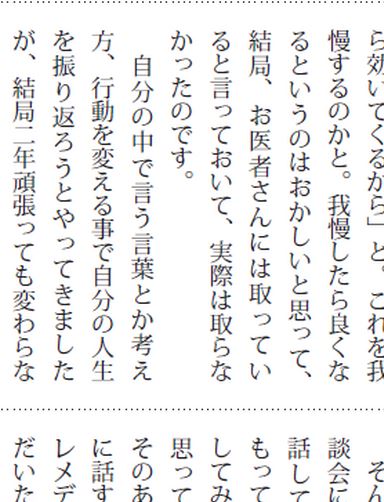 ら効いてくるから」と。これを我
慢するのかと。我慢したら良くな
るというのはおかしいと思って、
結局、お医者さんには取ってい
ると言っておいて、実際は取らな
かったのです。
自分の中で言う言葉とか考え
方、行動を変える事で自分の人生
を振り返ろうとやってきました
が、結局二年頑張っても変わらな
そん
談会に
話して
もって
してみ
思って
そのあ
に話す
レメデ
だいた